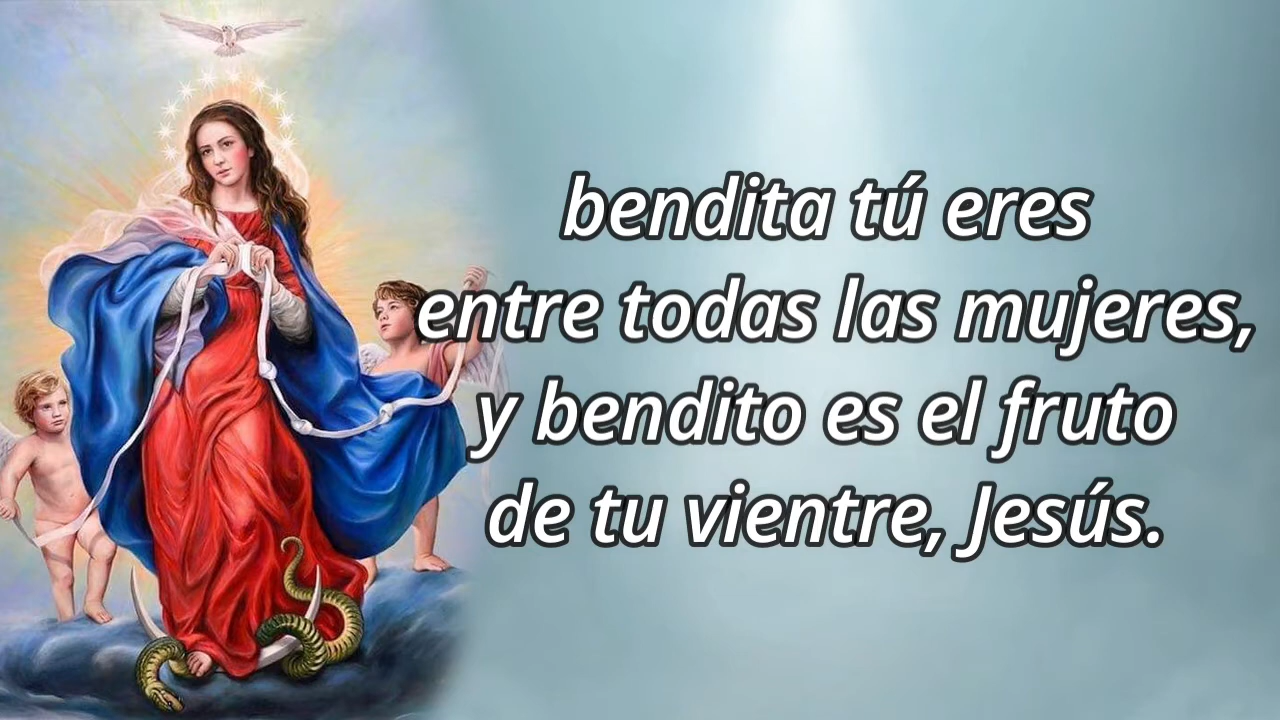 bendita tú eres
entre todas las mujeres,
y bendito es el fruto
de tu vientre, Jesús.